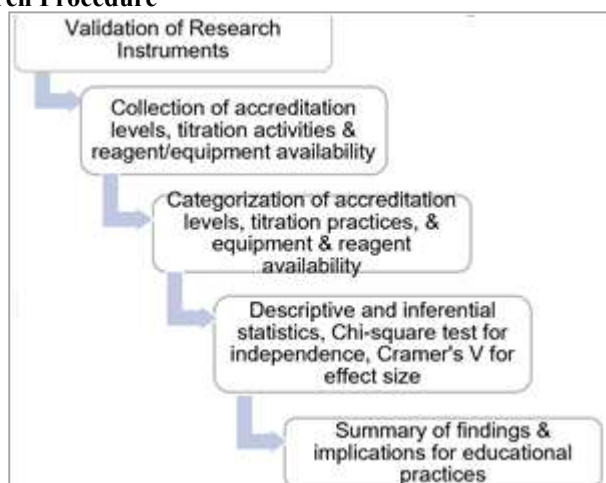 Procedure
Validation of Research
Instruments
Collection of accreditation
levels, titration activities &
reagent/equipment availability
Categorization of accreditation
levels, titration practices, &
equipment & reagent
availability
Descriptive and inferential
statistics, Chi-square test for
independence, Cramer's V for
effect size
Summary of findings &
implications for educational
practices